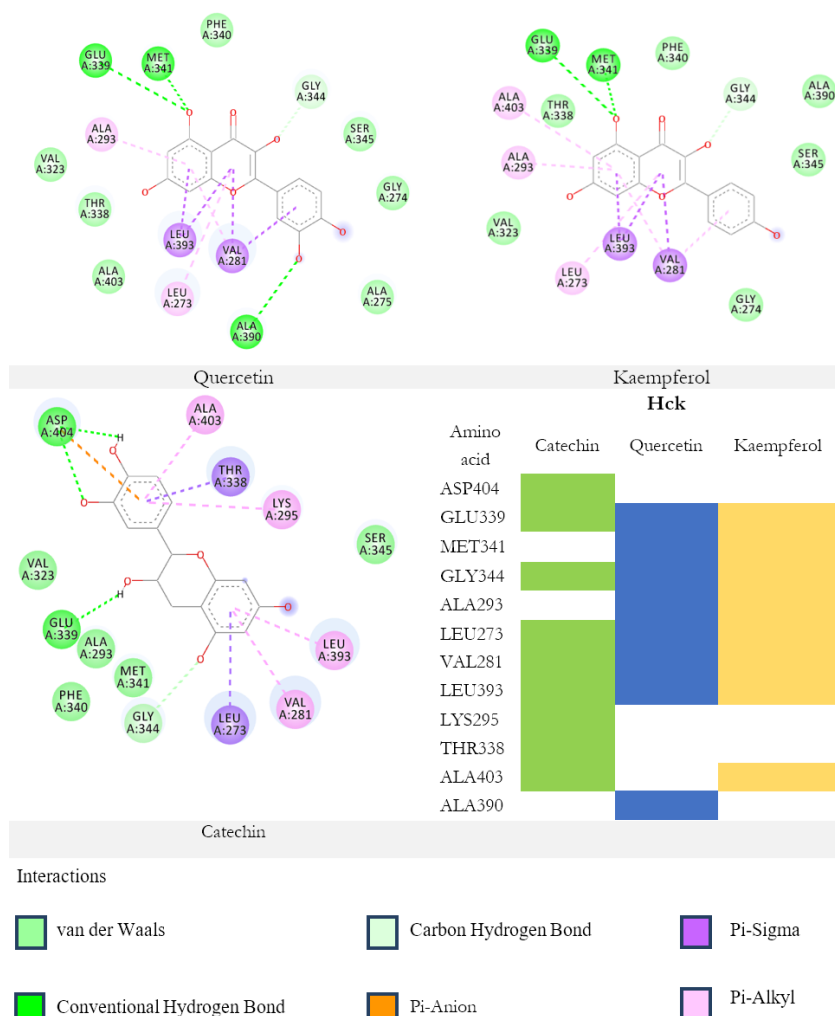 PHE
A:340
GLU
A:339
MET
A:341
GLY
A:344
ALA
A:293
SER
A:345
VAL
A:323
THR
A:338
GLY
A:274
LEU
A:393
VAL
A:281
ALA
A:403
LEU
A:273
ALA
A:275
ALA
A:390
O
O
O
O
O
O
O
Quercetin
GLU
A:339
MET
A:341
PHE
A:340
GLY
A:344
ALA
A:390
ALA
A:403
THR
A:338
ALA
A:293
SER
A:345
VAL
A:323
LEU
A:393
VAL
A:281
LEU
A:273
GLY
A:274
O
O
O
O
O
O
Kaempferol
ASP
A:404
ALA
A:403
THR
A:338
LYS
A:295
SER
A:345
VAL
A:323
GLU
A:339
ALA
A:293
MET
A:341
PHE
A:340
GLY
A:344
LEU
A:273
VAL
A:281
LEU
A:393
H
O
O
O
O
H
O
O
Catechin
Hck
Amino
acid
Catechin Quercetin Kaempferol
ASP404
GLU339
MET341
GLY344
ALA293
LEU273
VAL281
LEU393
LYS295
THR338
ALA403
ALA390
Interactions
van der Waals
Carbon Hydrogen Bond
Pi-Sigma
Conventional Hydrogen Bond
Pi-Anion
Pi-Alkyl